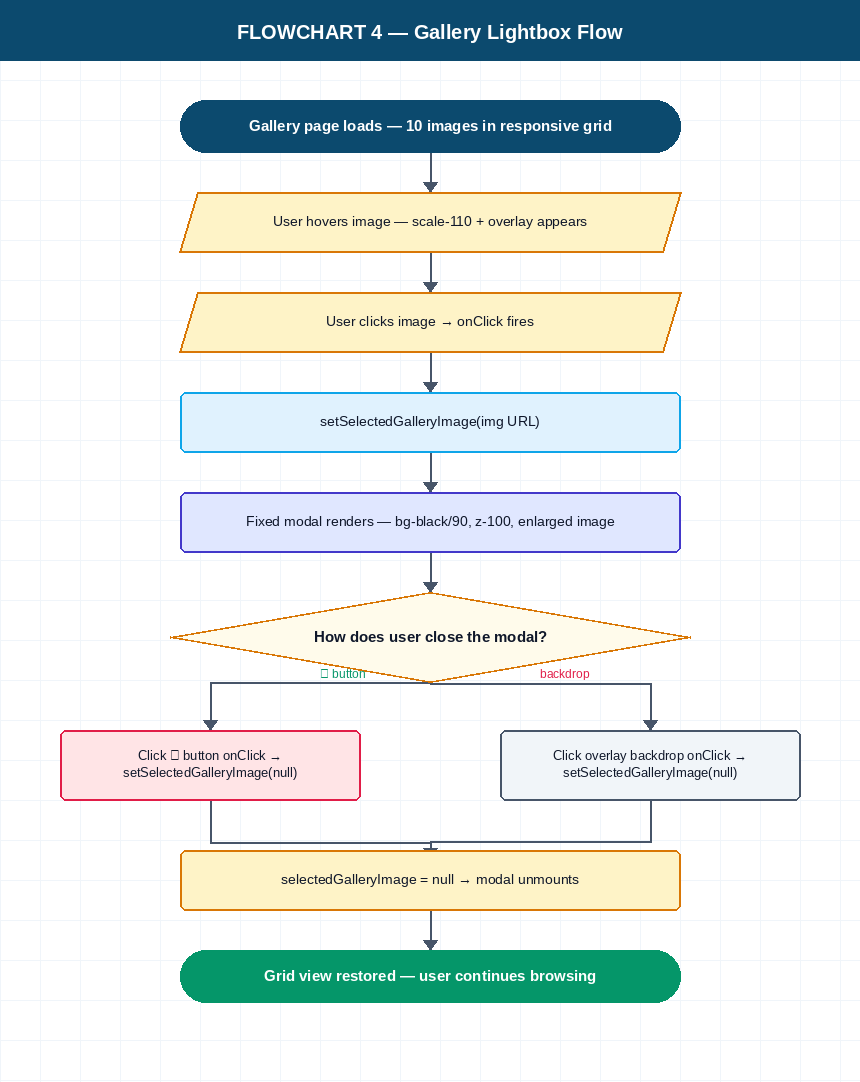 FLOWCHART 4 — Gallery Lightbox Flow
Gallery page loads — 10 images in responsive grid
User hovers image — scale-110 + overlay appears
User clicks image → onClick fires
setSelectedGalleryImage(img URL)
Fixed modal renders — bg-black/90, z-100, enlarged image
How does user close the modal?
▯ button
backdrop
Click ▯ button onClick →
setSelectedGalleryImage(null)
Click overlay backdrop onClick →
setSelectedGalleryImage(null)
selectedGalleryImage = null → modal unmounts
Grid view restored — user continues browsing